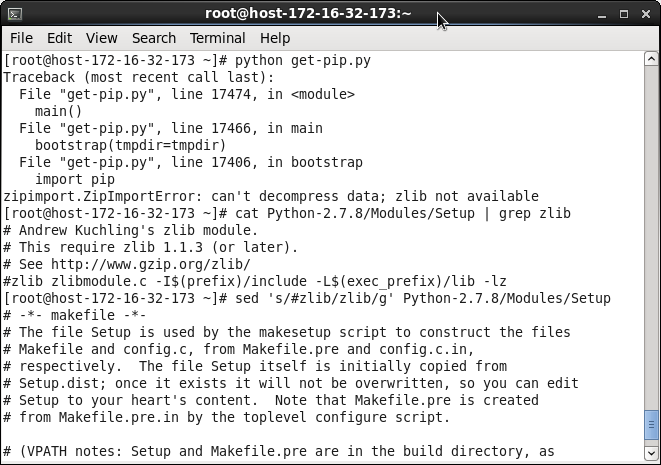 root@host-172-16-32-173:~
File Edit View Search Terminal Help
[root@host-172-16-32-173 ~]# python get-pip.py
Traceback (most recent call last):
  File "get-pip.py", line 17474, in <module>
    main()
  File "get-pip.py", line 17466, in main
    bootstrap(tmpdir=tmpdir)
  File "get-pip.py", line 17406, in bootstrap
    import pip
zipimport.ZipImportError: can't decompress data; zlib not available
[root@host-172-16-32-173 ~]# cat Python-2.7.8/Modules/Setup | grep zlib
# Andrew Kuchling's zlib module.
# This require zlib 1.1.3 (or later).
# See http://www.gzip.org/zlib/
#zlib zlibmodule.c -I$(prefix)/include -L$(exec_prefix)/lib -lz
[root@host-172-16-32-173 ~]# sed 's/#zlib/zlib/g' Python-2.7.8/Modules/Setup
# -*- makefile -*-
# The file Setup is used by the makesetup script to construct the files
# Makefile and config.c, from Makefile.pre and config.c.in,
# respectively.  The file Setup itself is initially copied from
# Setup.dist; once it exists it will not be overwritten, so you can edit
# Setup to your heart's content.  Note that Makefile.pre is created
# from Makefile.pre.in by the toplevel configure script.

# (VPATH notes: Setup and Makefile.pre are in the build directory, as